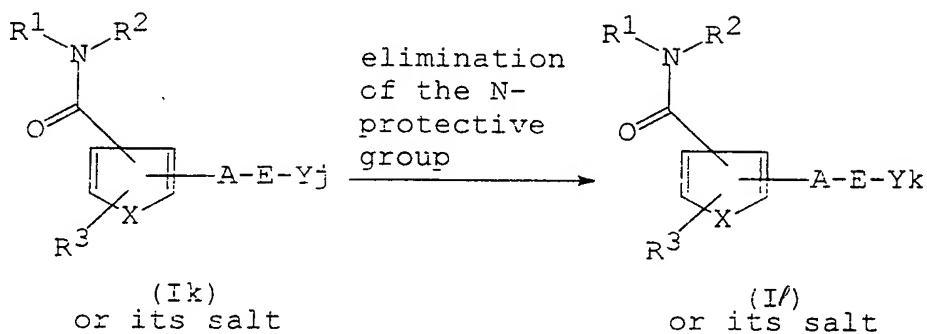 R1 N R2
O
A-E-Yj
X
R3
(Ik)
or its salt
elimination
of the N-
protective
group
R1 N R2
O
A-E-Yk
X
R3
(Iℓ)
or its salt